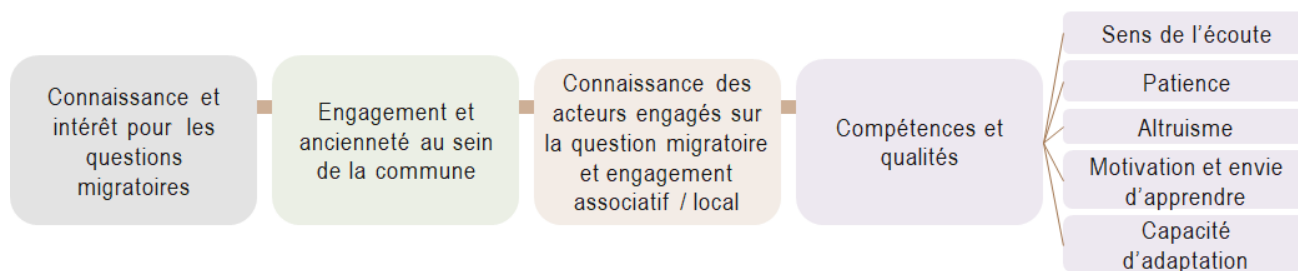 Connaissance et
intérêt pour les
questions
migratoires
Engagement et
ancienneté au sein
de la commune
Connaissance des
acteurs engagés sur
la question migratoire
et engagement
associatif / local
Compétences et
qualités
Sens de l'écoute
Patience
Altruisme
Motivation et envie
d'apprendre
Capacité
d'adaptation